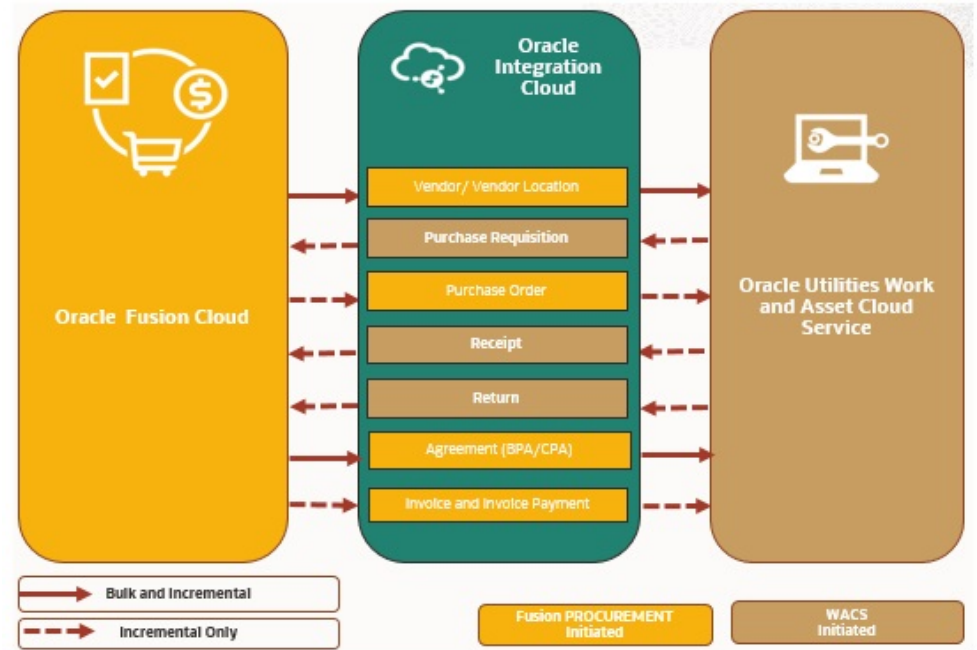 Oracle
Integration
Cloud
Vendor/ Vendor Location
Purchase Requisition
Purchase Order
Receipt
Return
Agreement (BPA/CPA)
Invoice and Invoice Payment
Oracle Fusion Cloud
Oracle Utilities Work
and Asset Cloud
Service
Bulk and Incremental
Incremental Only
Fusion PROCUREMENT
Initiated
WACS
Initiated